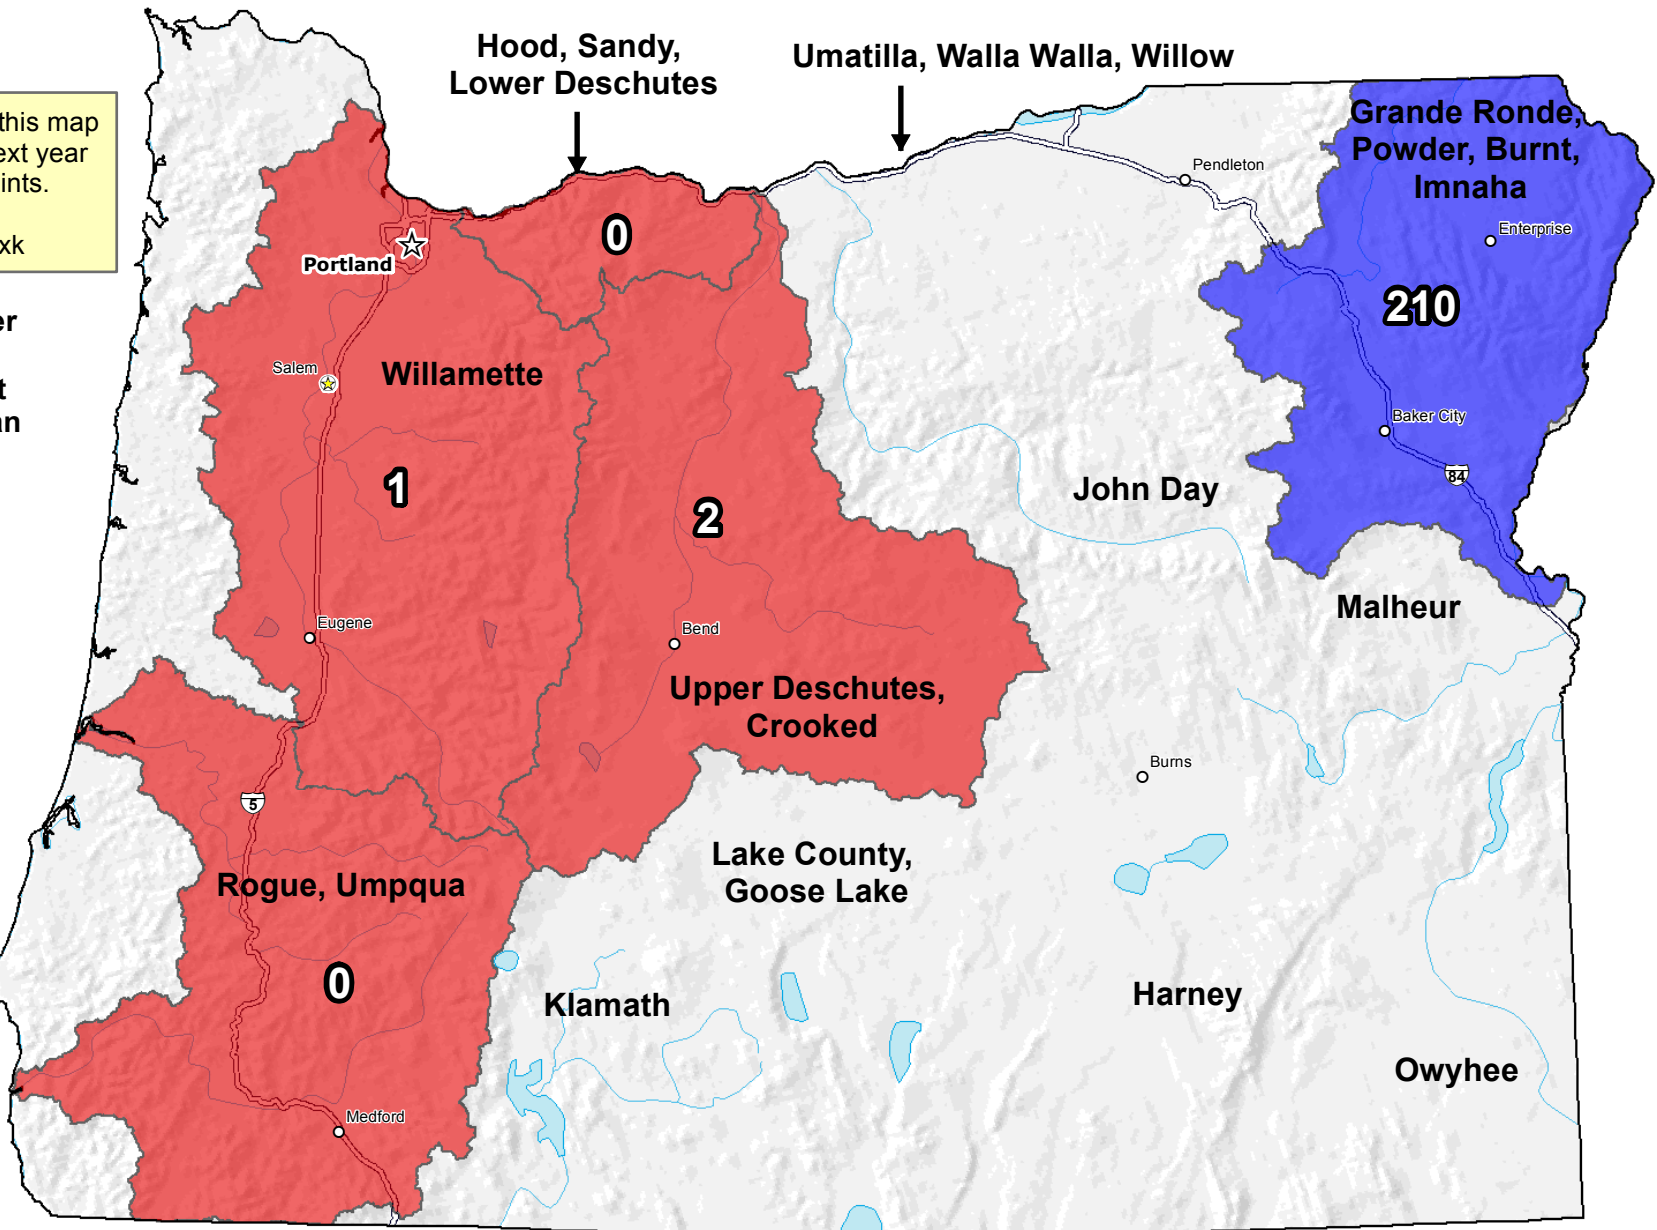 Hood, Sandy,
Lower Deschutes
Umatilla, Walla Walla, Willow
this map
ext year
ints.
xk
er
t
an
Grande Ronde,
Powder, Burnt,
Imnaha
Pendleton
Enterprise
210
0
Portland
Salem
Willamette
Baker City
84
1
2
John Day
Malheur
Eugene
Bend
Upper Deschutes,
Crooked
Burns
5
Lake County,
Goose Lake
Rogue, Umpqua
0
Klamath
Harney
Owyhee
Medford